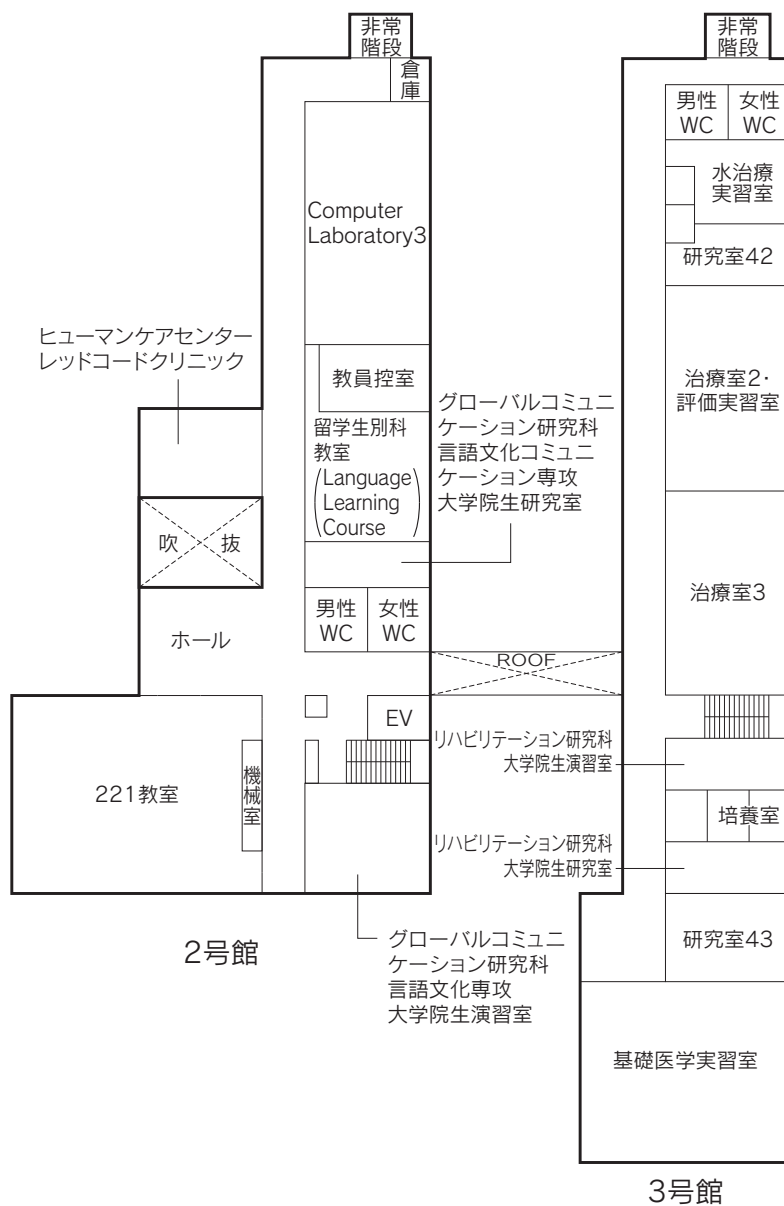 非常
階段
倉
庫
Computer
Laboratory3
ヒューマンケアセンター
レッドコードクリニック
教員控室
留学生別科
教室
(Language
Learning
Course)
グローバルコミュニ
ケーション研究科
言語文化コミュニ
ケーション専攻
大学院生研究室
吹 抜
男性
WC
女性
WC
ホール
ROOF
EV
221教室
機
械
室
2号館
グローバルコミュニ
ケーション研究科
言語文化専攻
大学院生演習室
非常
階段
男性
WC
女性
WC
水治療
実習室
研究室42
治療室2・
評価実習室
治療室3
リハビリテーション研究科
大学院生演習室
培養室
リハビリテーション研究科
大学院生研究室
研究室43
基礎医学実習室
3号館